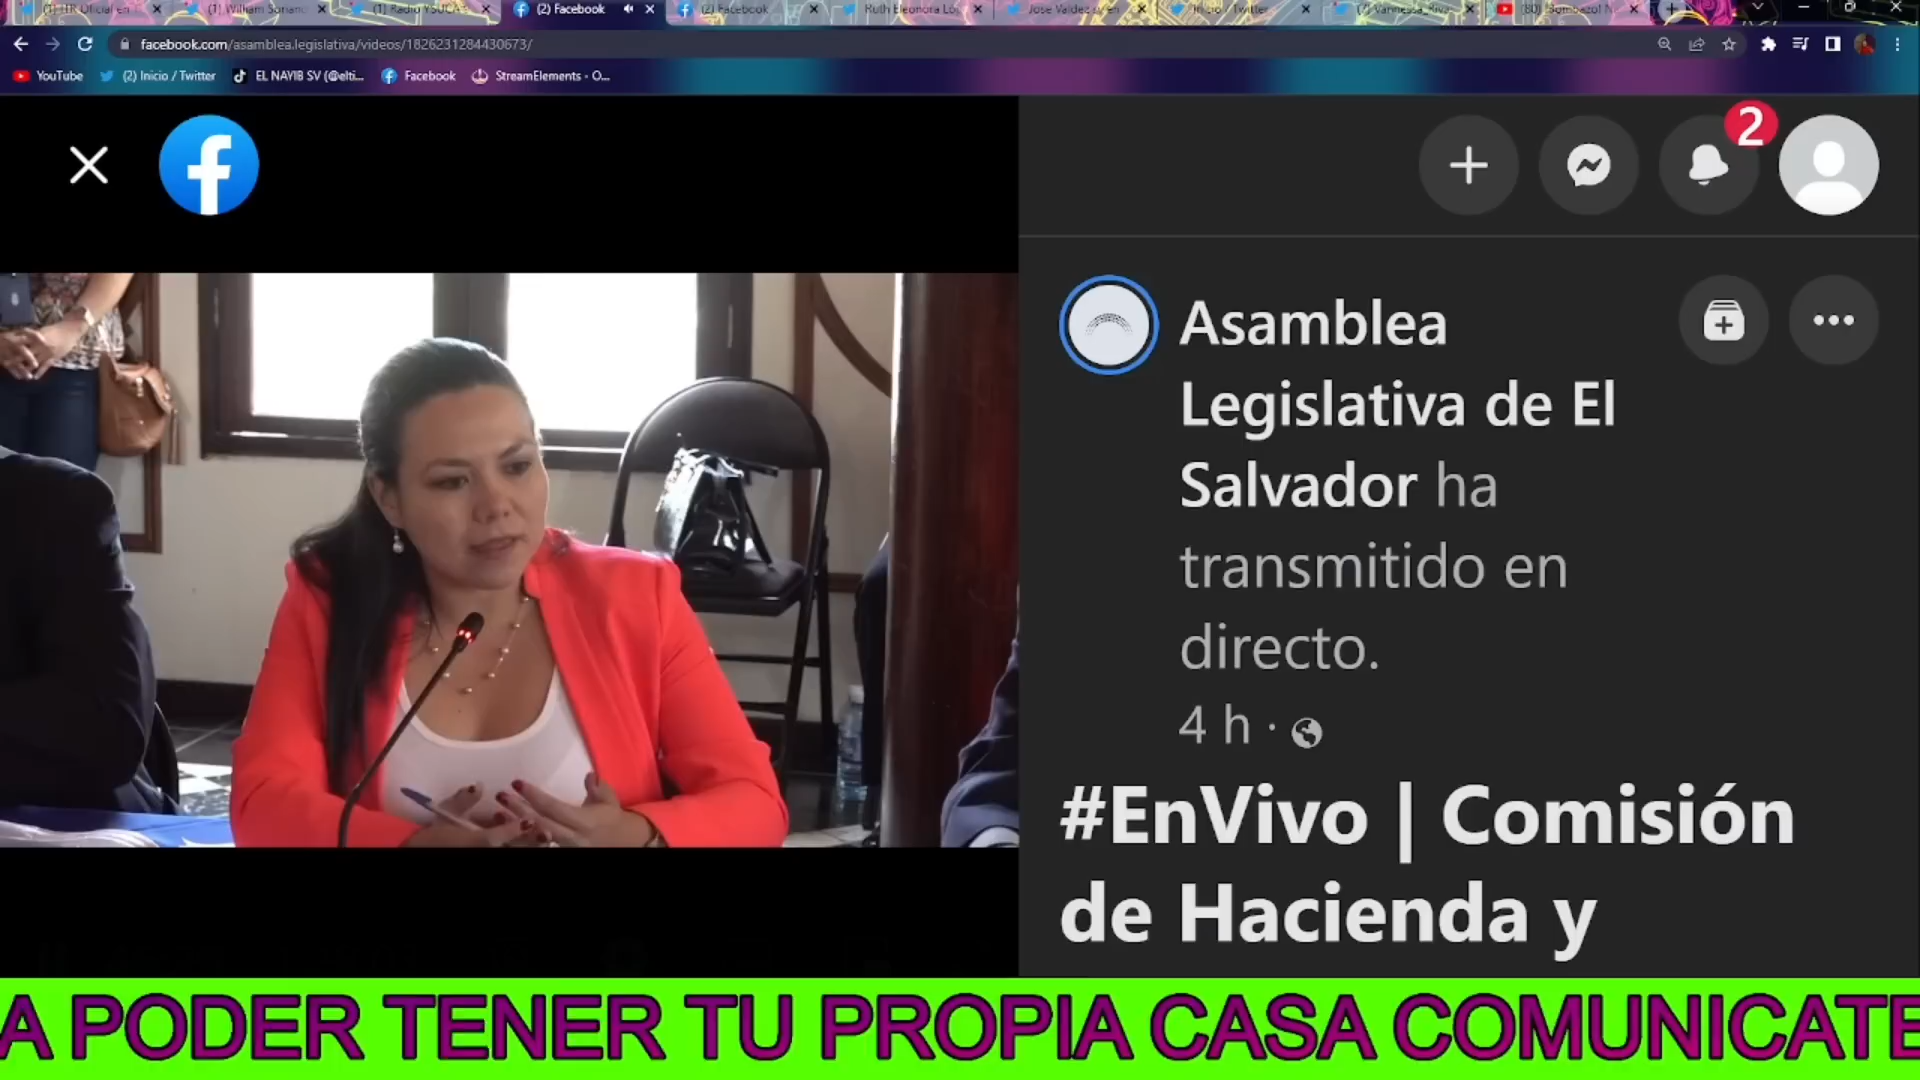 (2) Facebook
(2) Facebook
facebook.com/asamblea.legislativa/videos/1826231284430673/
YouTube
(2) Inicio / Twitter
EL NAYIB SV (@elti...
Facebook
StreamElements - O...
2
Asamblea
Legislativa de El
Salvador ha
transmitido en
directo.
4 h ·
#EnVivo | Comisión
de Hacienda y
A PODER TENER TU PROPIA CASA COMUNICATE